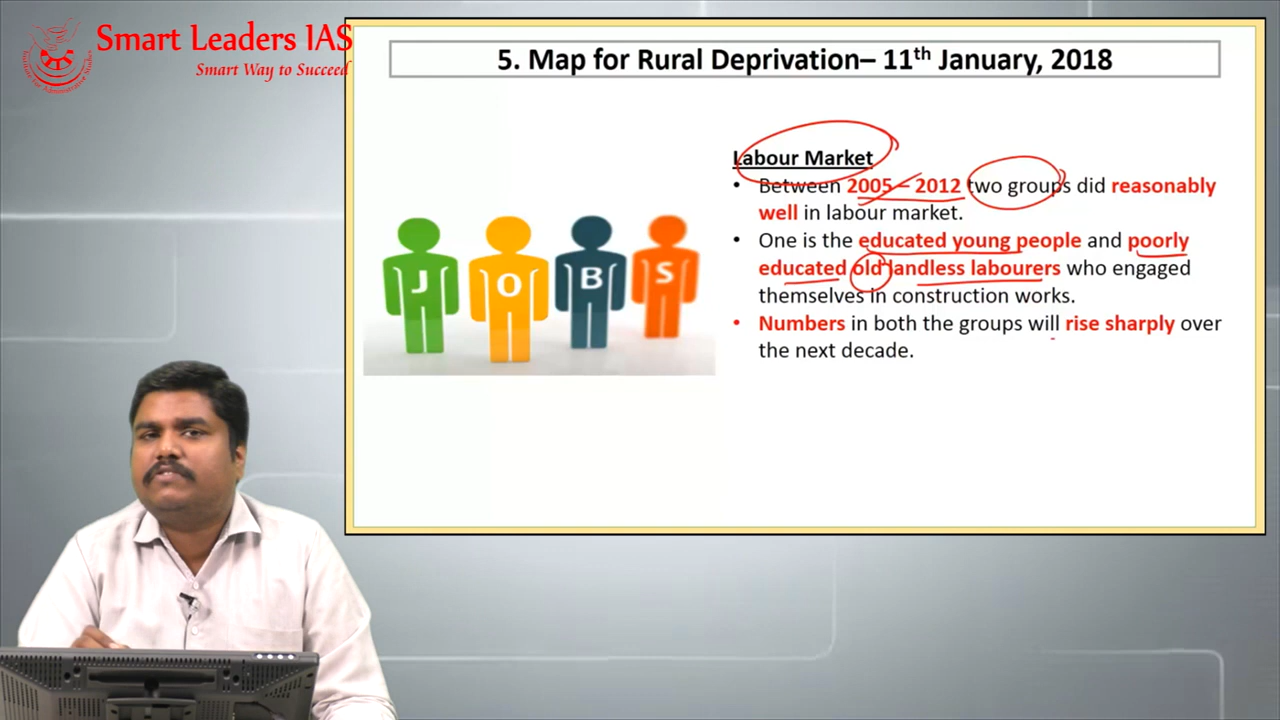 Smart Leaders IAS
Smart Way to Succeed
5. Map for Rural Deprivation– 11th January, 2018
J O B S
Labour Market
• Between 2005 – 2012 two groups did reasonably
well in labour market.
• One is the educated young people and poorly
educated old landless labourers who engaged
themselves in construction works.
• Numbers in both the groups will rise sharply over
the next decade.